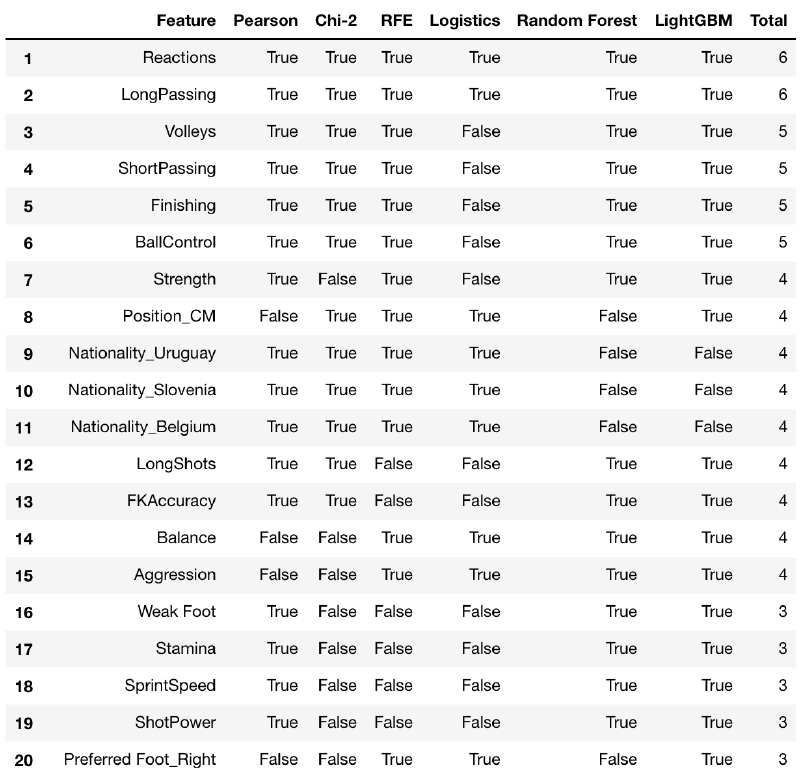 Feature Pearson Chi-2 RFE Logistics Random Forest LightGBM Total
1 Reactions True True True True True True 6
2 LongPassing True True True True True True 6
3 Volleys True True True False True True 5
4 ShortPassing True True True False True True 5
5 Finishing True True True False True True 5
6 BallControl True True True False True True 5
7 Strength True False True False True True 4
8 Position_CM False True True True False True 4
9 Nationality_Uruguay True True True True False False 4
10 Nationality_Slovenia True True True True False False 4
11 Nationality_Belgium True True True True False False 4
12 LongShots True True False False True True 4
13 FKAccuracy True True False False True True 4
14 Balance False False True True True True 4
15 Aggression False False True True True True 4
16 Weak Foot True False False False True True 3
17 Stamina True False False False True True 3
18 SprintSpeed True False False False True True 3
19 ShotPower True False False False True True 3
20 Preferred Foot_Right False False True True False True 3